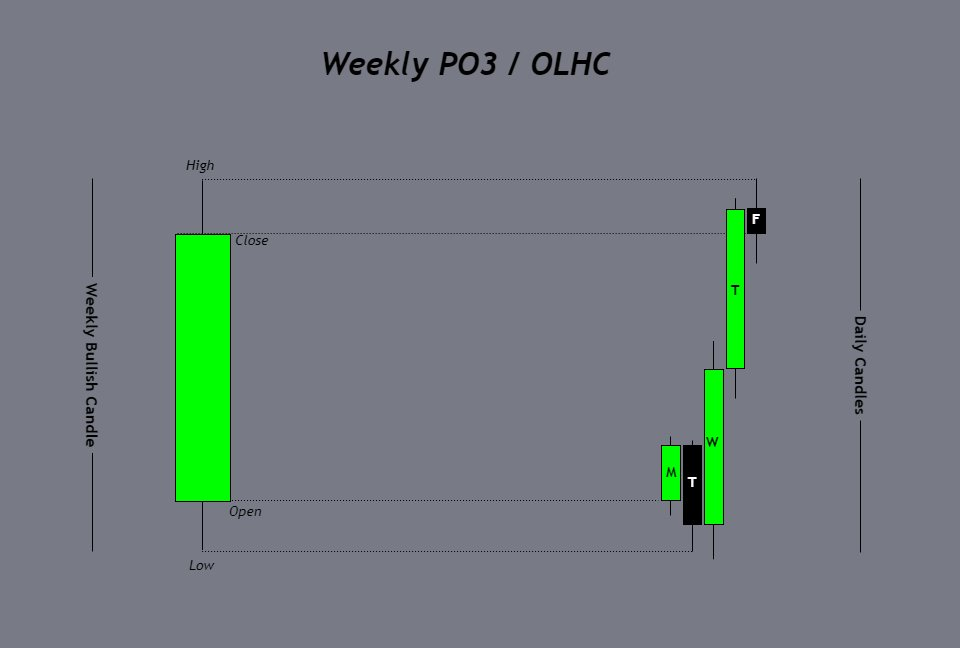 Weekly PO3 / OLHC
High
Close
Weekly Bullish Candle
Open
Low
M
T
W
T
F
Daily Candles